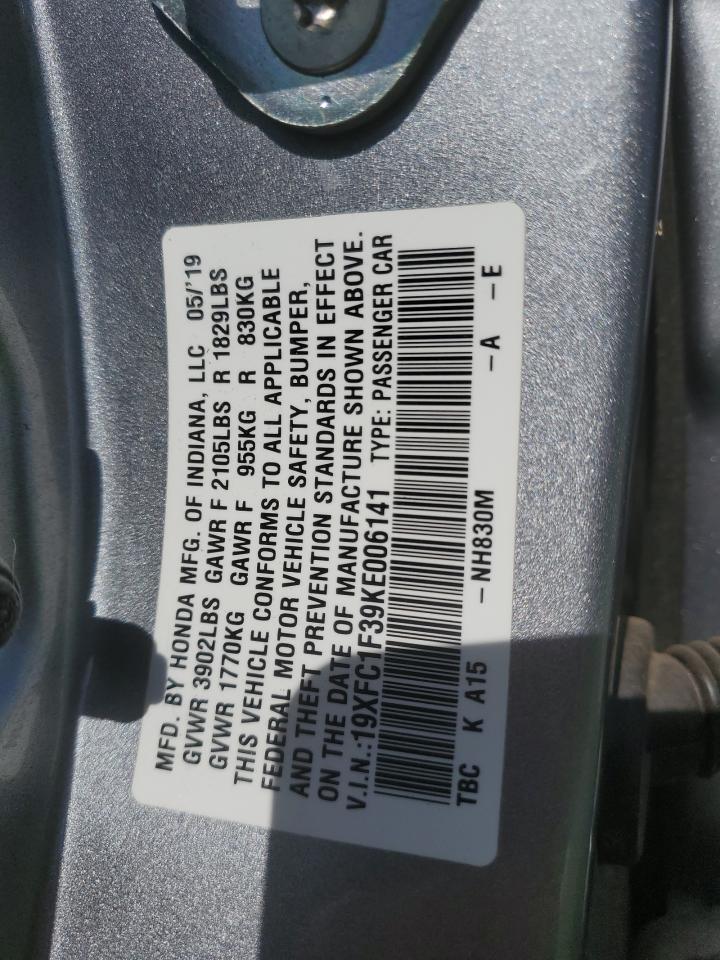 MFD. BY HONDA MFG. OF INDIANA, LLC 05/'19
GVWR 3902LBS GAWR F 2105LBS R 1829LBS
GVWR 1770KG GAWR F 955KG R 830KG
THIS VEHICLE CONFORMS TO ALL APPLICABLE
FEDERAL MOTOR VEHICLE SAFETY, BUMPER,
AND THEFT PREVENTION STANDARDS IN EFFECT
ON THE DATE OF MANUFACTURE SHOWN ABOVE.
V.I.N.:19XFC1F39KE006141 TYPE: PASSENGER CAR
TBC K A15 -NH830M -A -E